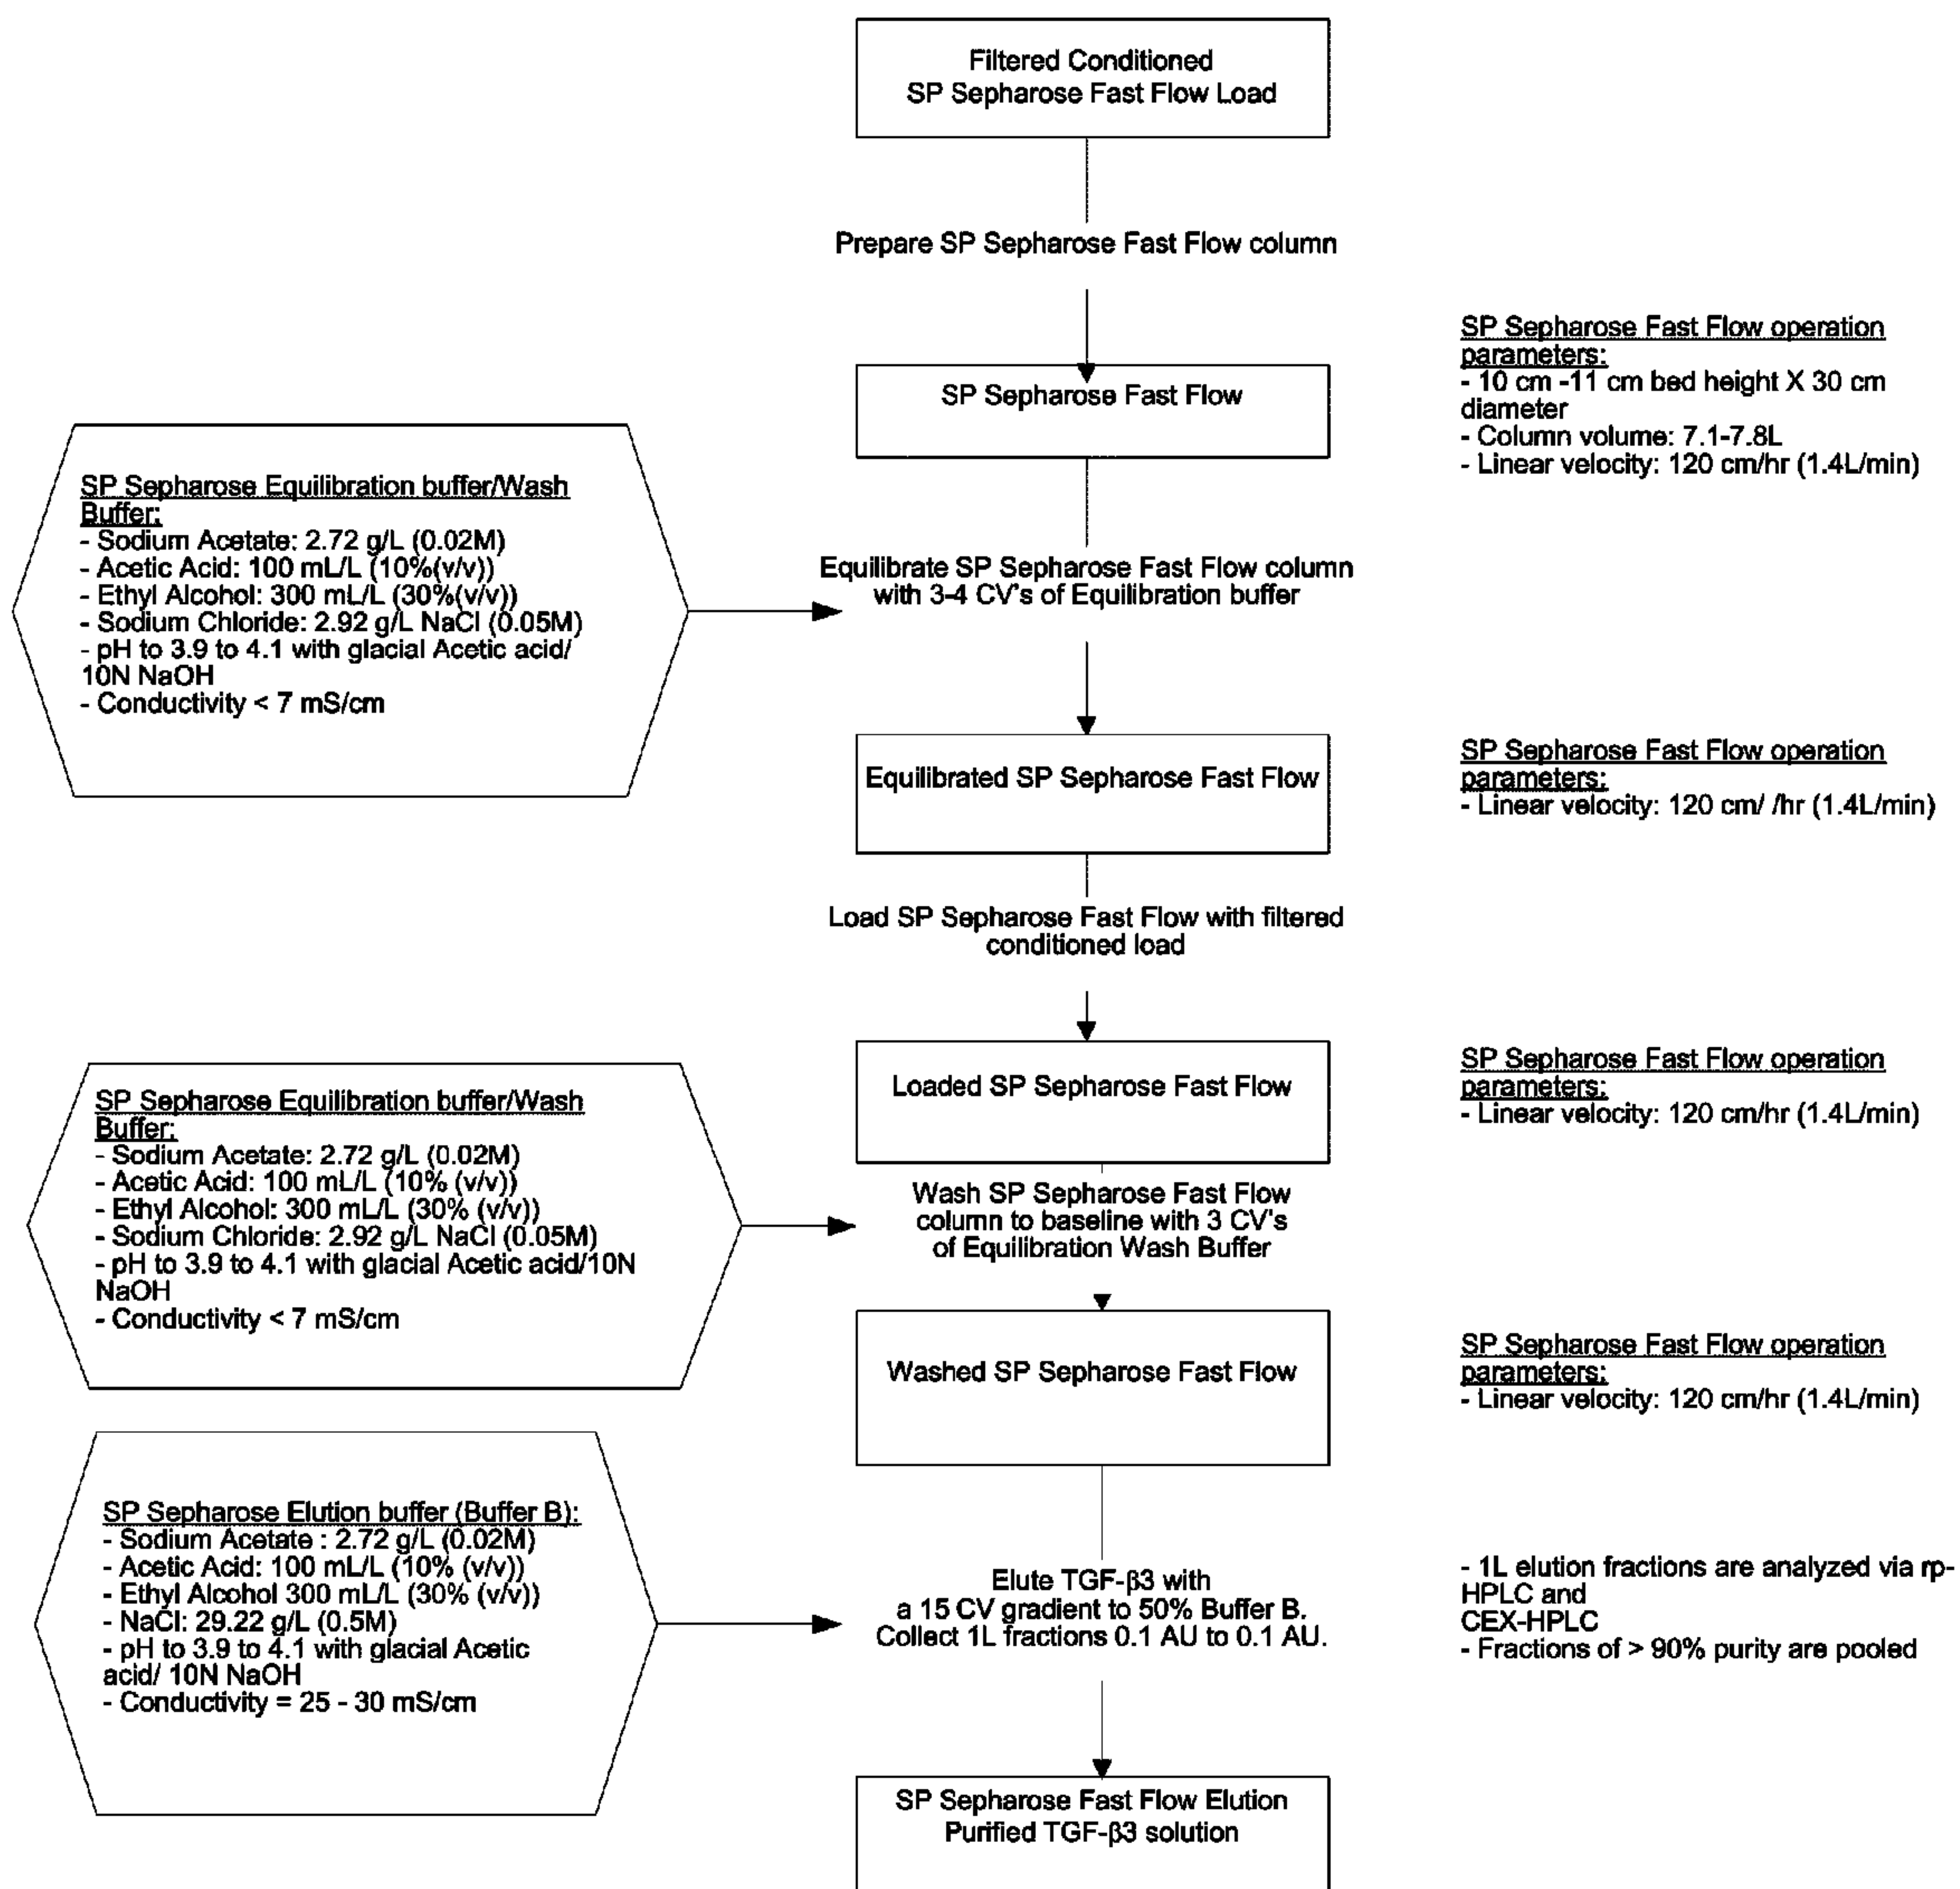 Filtered Conditioned
SP Sepharose Fast Flow Load
Prepare SP Sepharose Fast Flow column
SP Sepharose Fast Flow
SP Sepharose Fast Flow operation
parameters:
- 10 cm -11 cm bed height X 30 cm
diameter
- Column volume: 7.1-7.8L
- Linear velocity: 120 cm/hr (1.4L/min)
SP Sepharose Equilibration buffer/Wash
Buffer:
- Sodium Acetate: 2.72 g/L (0.02M)
- Acetic Acid: 100 mL/L (10%(v/v))
- Ethyl Alcohol: 300 mL/L (30%(v/v))
- Sodium Chloride: 2.92 g/L NaCl (0.05M)
- pH to 3.9 to 4.1 with glacial Acetic acid/
10N NaOH
- Conductivity < 7 mS/cm
Equilibrate SP Sepharose Fast Flow column
with 3-4 CV's of Equilibration buffer
Equilibrated SP Sepharose Fast Flow
SP Sepharose Fast Flow operation
parameters:
- Linear velocity: 120 cm/ /hr (1.4L/min)
Load SP Sepharose Fast Flow with filtered
conditioned load
Loaded SP Sepharose Fast Flow
SP Sepharose Fast Flow operation
parameters:
- Linear velocity: 120 cm/hr (1.4L/min)
SP Sepharose Equilibration buffer/Wash
Buffer:
- Sodium Acetate: 2.72 g/L (0.02M)
- Acetic Acid: 100 mL/L (10% (v/v))
- Ethyl Alcohol: 300 mL/L (30% (v/v))
- Sodium Chloride: 2.92 g/L NaCl (0.05M)
- pH to 3.9 to 4.1 with glacial Acetic acid/10N
NaOH
- Conductivity < 7 mS/cm
Wash SP Sepharose Fast Flow
column to baseline with 3 CV's
of Equilibration Wash Buffer
Washed SP Sepharose Fast Flow
SP Sepharose Fast Flow operation
parameters:
- Linear velocity: 120 cm/hr (1.4L/min)
SP Sepharose Elution buffer (Buffer B):
- Sodium Acetate : 2.72 g/L (0.02M)
- Acetic Acid: 100 mL/L (10% (v/v))
- Ethyl Alcohol 300 mL/L (30% (v/v))
- NaCl: 29.22 g/L (0.5M)
- pH to 3.9 to 4.1 with glacial Acetic
acid/ 10N NaOH
- Conductivity = 25 - 30 mS/cm
Elute TGF-β3 with
a 15 CV gradient to 50% Buffer B.
Collect 1L fractions 0.1 AU to 0.1 AU.
- 1L elution fractions are analyzed via rp-
HPLC and
CEX-HPLC
- Fractions of > 90% purity are pooled
SP Sepharose Fast Flow Elution
Purified TGF-β3 solution